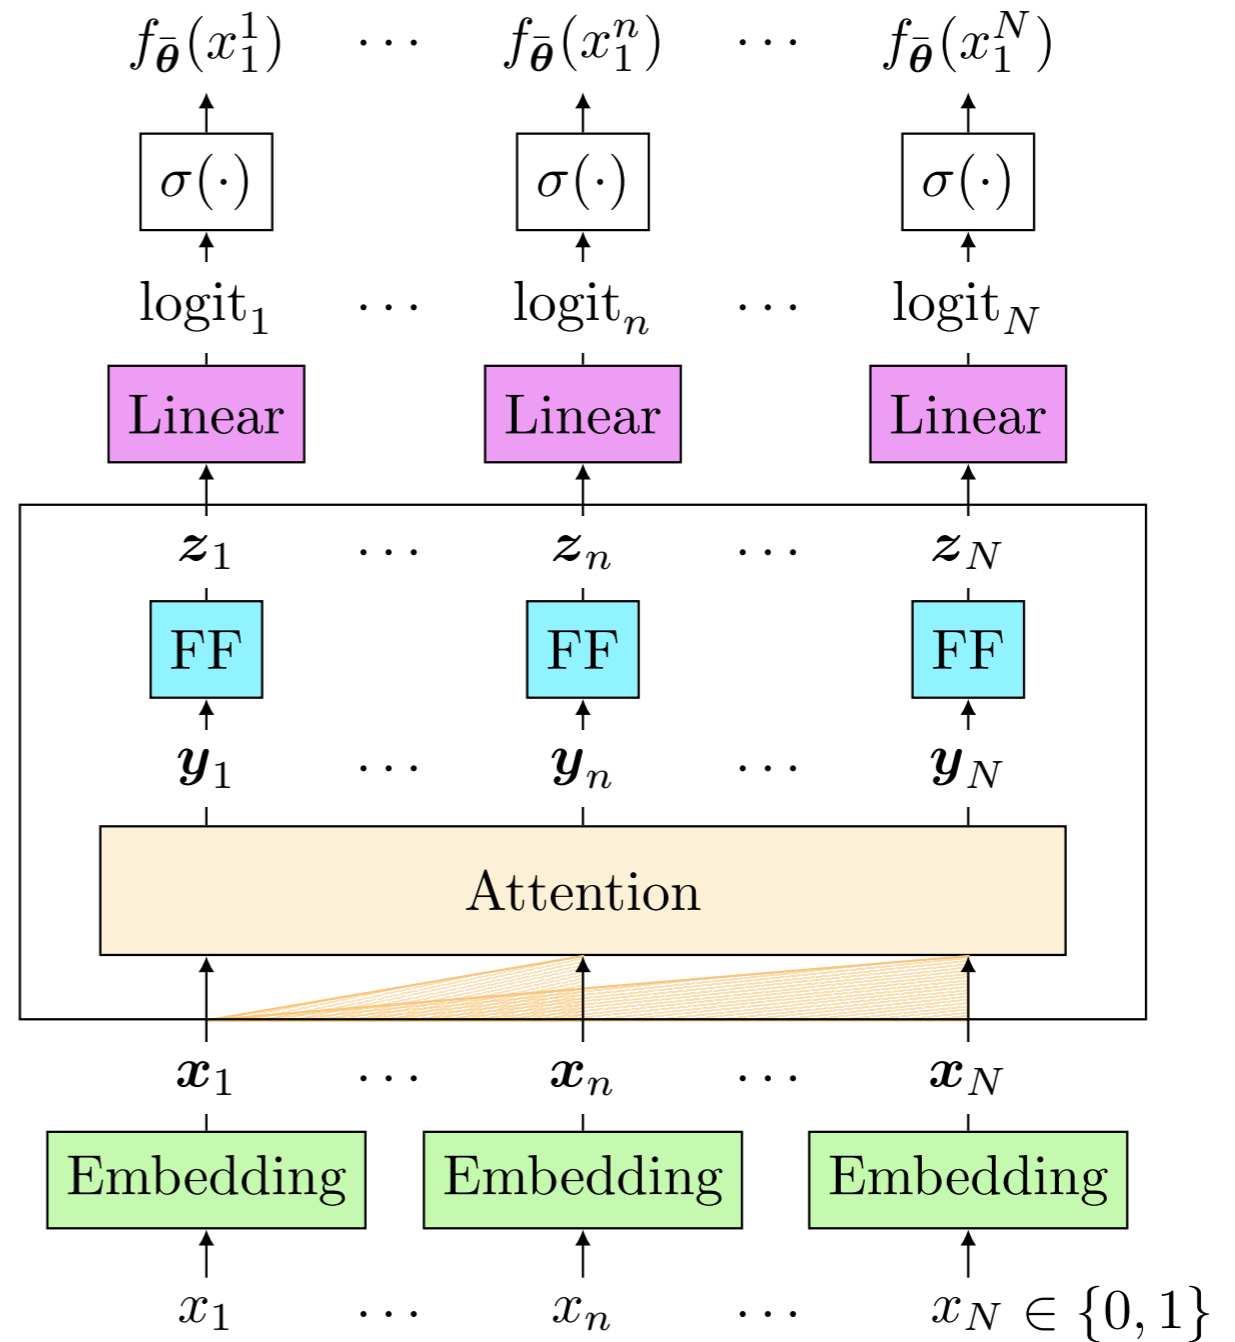 f_θ̄(x_1^1) ⋯ f_θ̄(x_1^n) ⋯ f_θ̄(x_1^N)
σ(·) σ(·) σ(·)
logit_1 ⋯ logit_n ⋯ logit_N
Linear Linear Linear
z_1 ⋯ z_n ⋯ z_N
FF FF FF
y_1 ⋯ y_n ⋯ y_N
Attention
x_1 ⋯ x_n ⋯ x_N
Embedding Embedding Embedding
x_1 ⋯ x_n ⋯ x_N ∈ {0, 1}